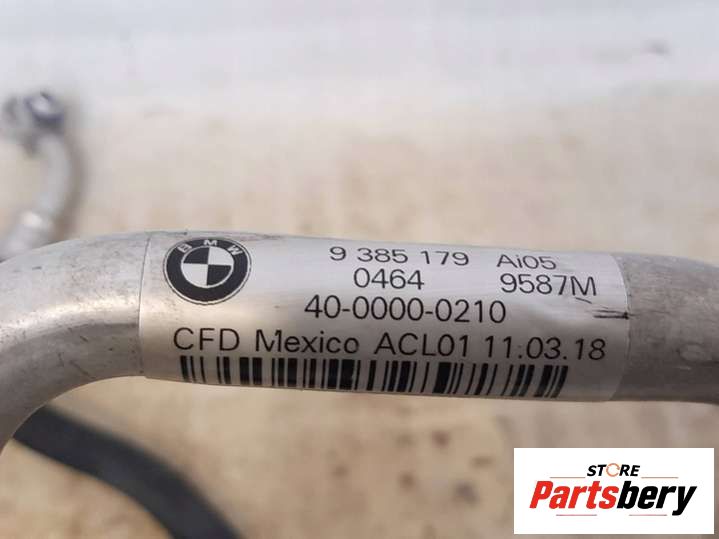 BMW
9 385 179 Ai05
0464 9587M
40-0000-0210
CFD Mexico ACL01 11.03.18
STORE
Partsbery